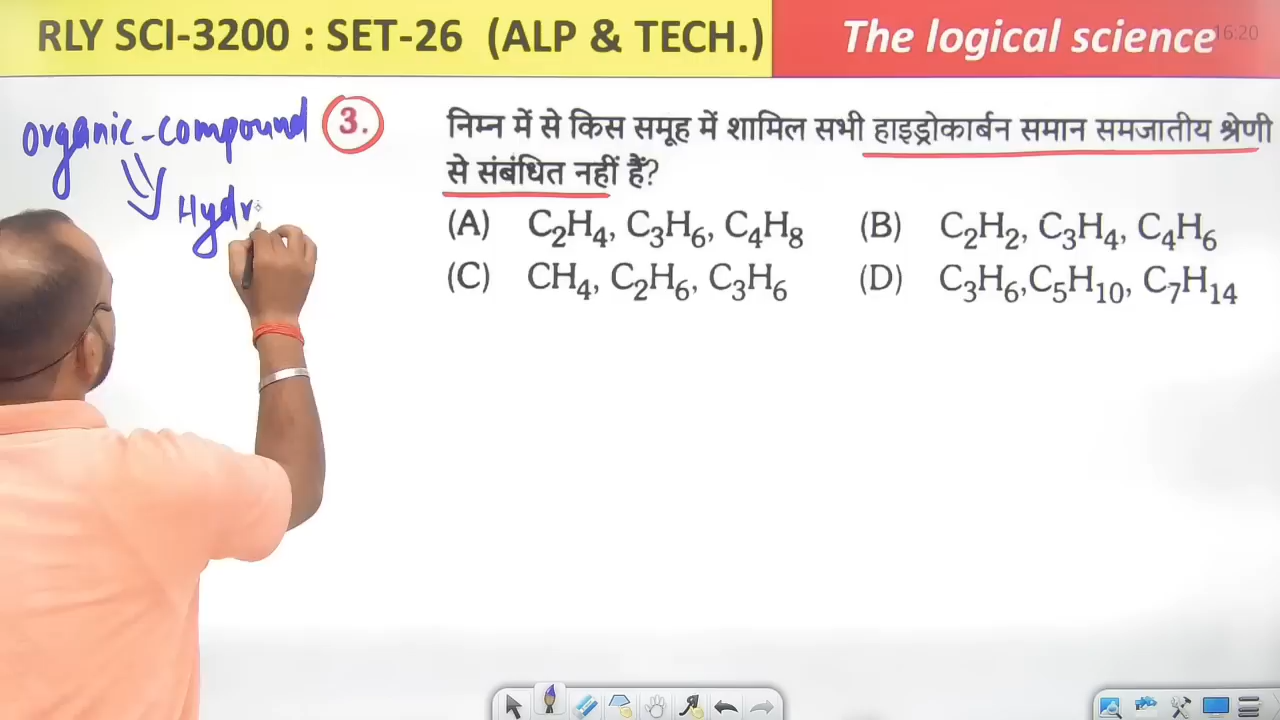 RLY SCI-3200 : SET-26 (ALP & TECH.)
The logical science
16:20
organic-compound
Hydr
3.
निम्न में से किस समूह में शामिल सभी हाइड्रोकार्बन समान समजातीय श्रेणी
से संबंधित नहीं हैं?
(A) C₂H₄, C₃H₆, C₄H₈ (B) C₂H₂, C₃H₄, C₄H₆
(C) CH₄, C₂H₆, C₃H₆ (D) C₃H₆,C₅H₁₀, C₇H₁₄